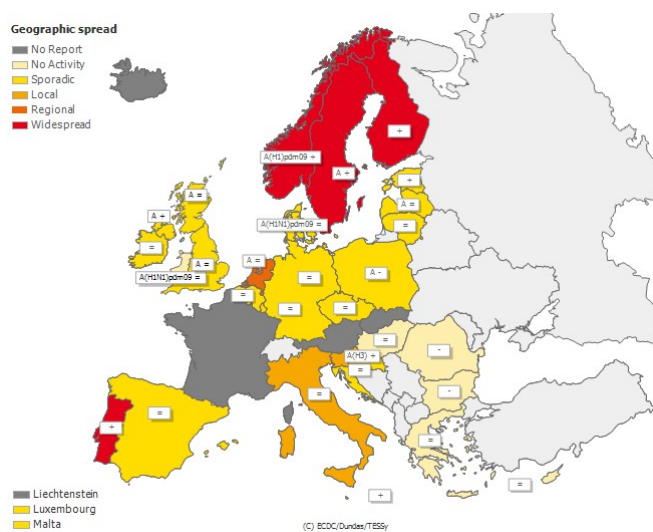 Geographic spread
No Report
No Activity
Sporadic
Local
Regional
Widespread
+
A(H1)pdm09 +
A +
A =
+
A +
A =
A(H1N1)pdm09 =
=
=
A =
A =
=
A -
A(H1N1)pdm09 =
=
=
=
=
-
A(H3) +
=
-
=
=
+
=
=
+
Liechtenstein
Luxembourg
Malta
(C) ECDC/Dundas/TESSy